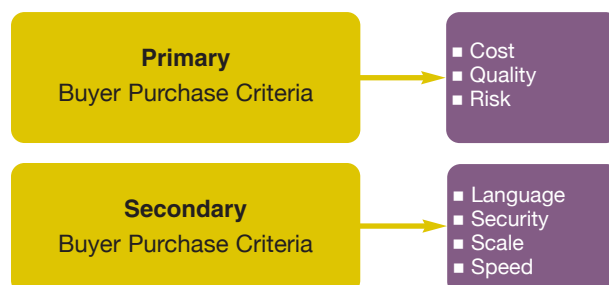 Primary
Buyer Purchase Criteria
■ Cost
■ Quality
■ Risk
Secondary
Buyer Purchase Criteria
■ Language
■ Security
■ Scale
■ Speed